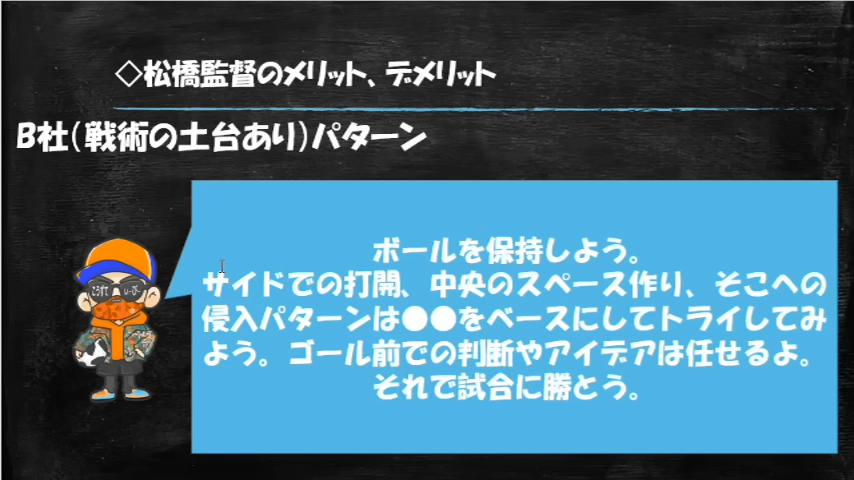 ◇松橋監督のメリット、デメリット
B社(戦術の土台あり)パターン
ボールを保持しよう。
サイドでの打開、中央のスペース作り、そこへの
侵入パターンは●●をベースにしてトライしてみ
よう。ゴール前での判断やアイデアは任せるよ。
それで試合に勝とう。